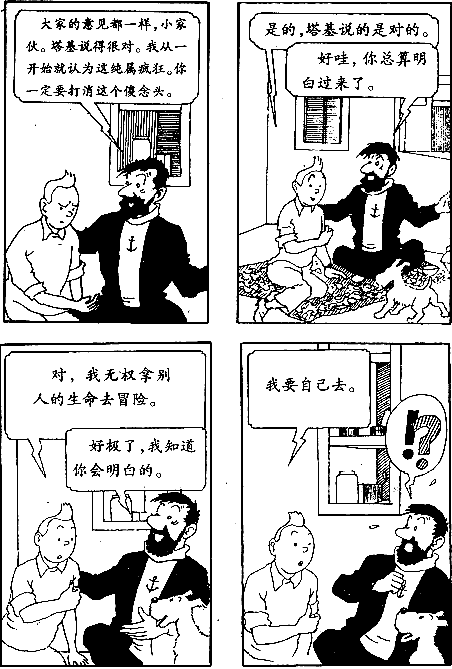 大家的意见都一样，小家
伙。塔基说得很对。我从一
开始就认为这纯属疯狂。你
一定要打消这个傻念头。
是的，塔基说的是对的。
好哇，你总算明
白过来了。
对，我无权拿别
人的生命去冒险。
好极了，我知道
你会明白的。
我要自己去。
!?